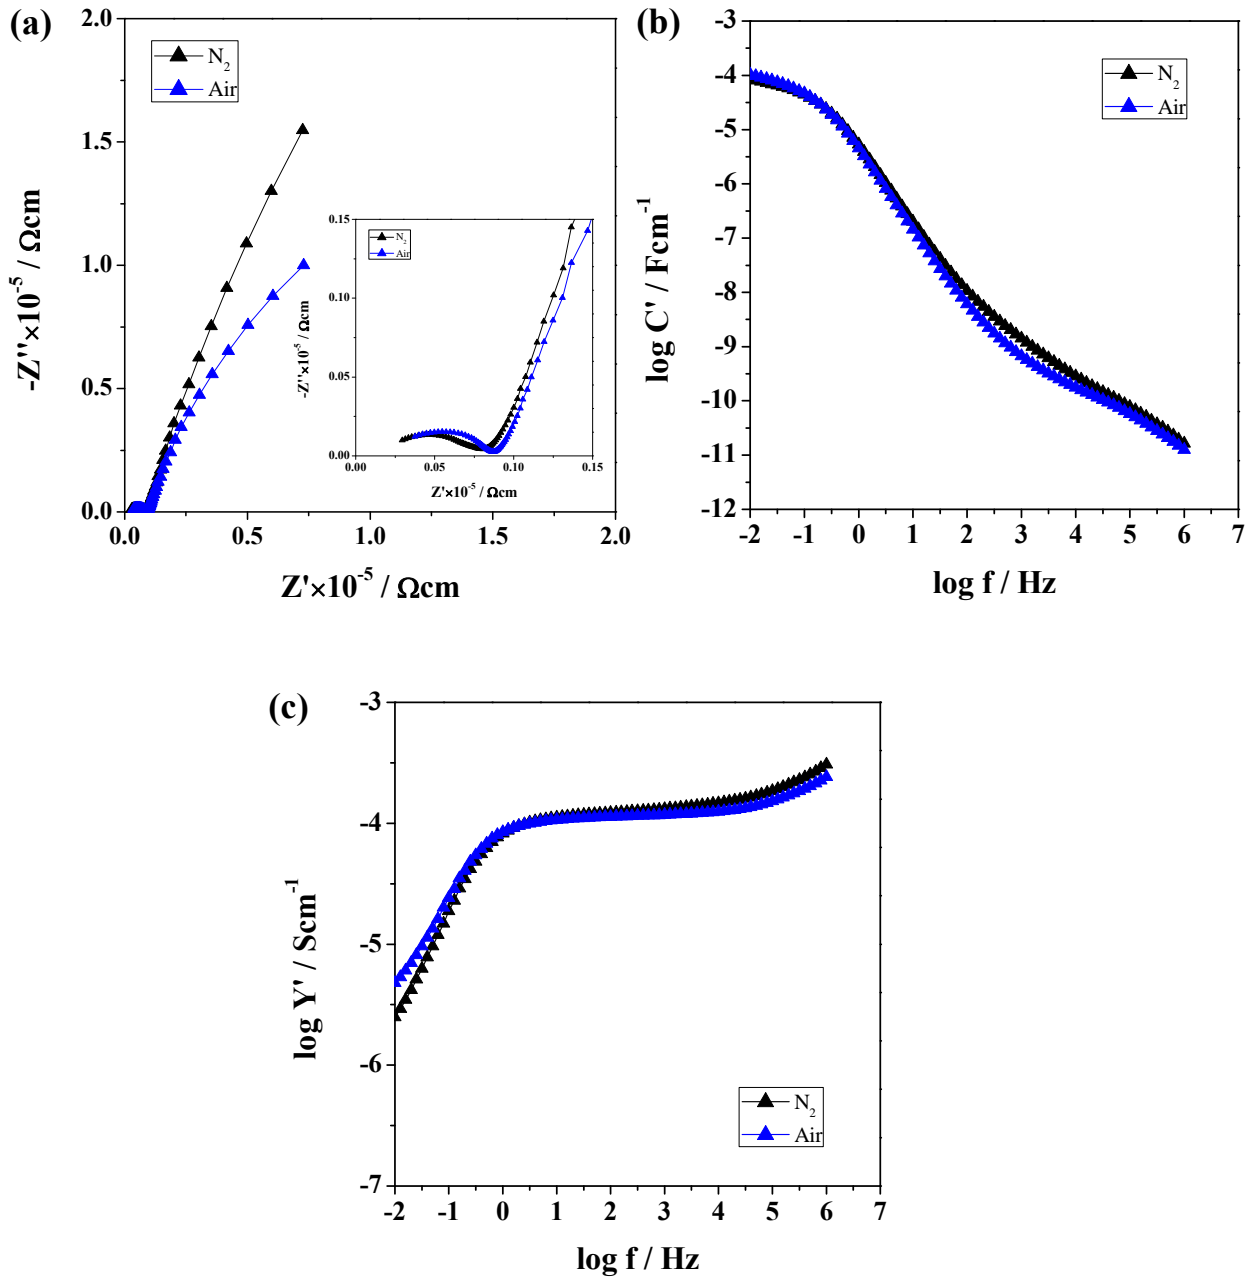 (a)
2.0
1.5
1.0
0.5
0.0
-Z''×10⁻⁵ / Ωcm
N₂
Air
0.15
0.10
0.05
0.00
-Z''×10⁻⁵ / Ωcm
N₂
Air
0.00 0.05 0.10 0.15
Z'×10⁻⁵ / Ωcm
0.0 0.5 1.0 1.5 2.0
Z'×10⁻⁵ / Ωcm
(b)
-3
-4
-5
-6
-7
-8
-9
-10
-11
-12
log C' / Fcm⁻¹
N₂
Air
-2 -1 0 1 2 3 4 5 6 7
log f / Hz
(c)
-3
-4
-5
-6
-7
log Y' / Scm⁻¹
N₂
Air
-2 -1 0 1 2 3 4 5 6 7
log f / Hz